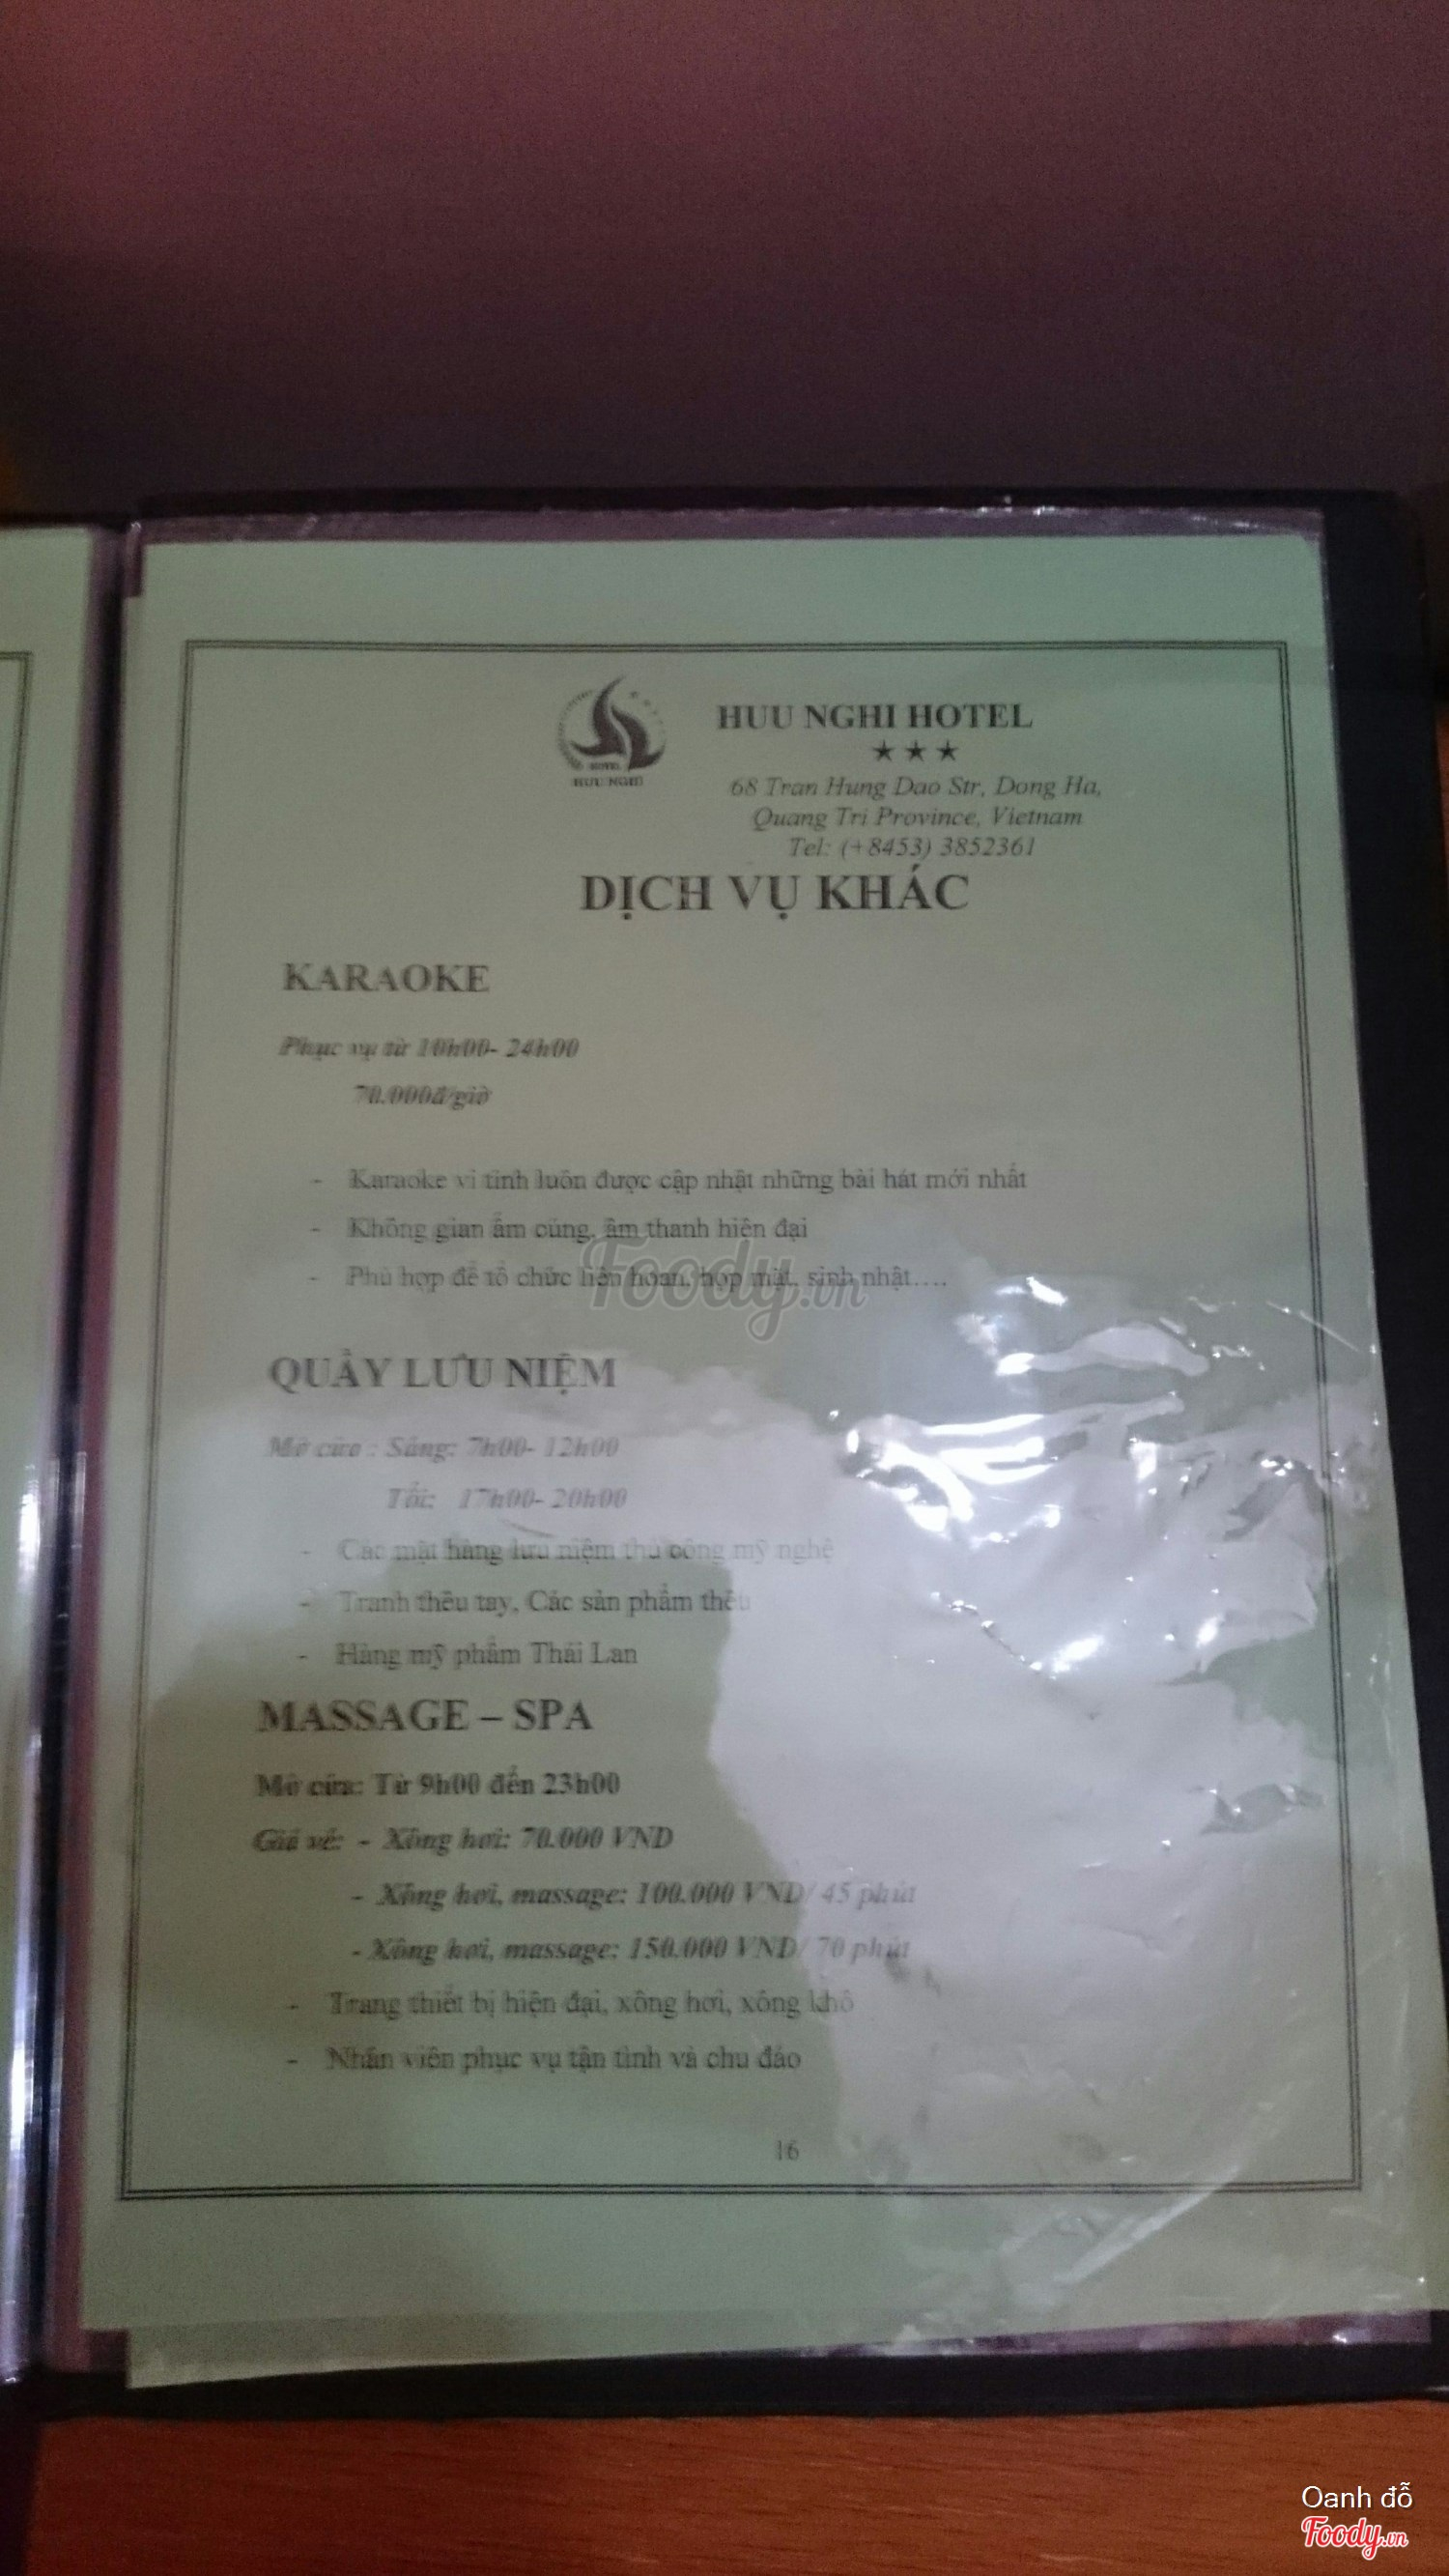 HUU NGHI HOTEL
★ ★ ★
HOTEL
HUU NGHI
68 Tran Hung Dao Str, Dong Ha,
Quang Tri Province, Vietnam
Tel: (+8453) 3852361
DỊCH VỤ KHÁC
KARAOKE
Phục vụ từ 10h00- 24h00
70.000đ/giờ
- Karaoke vi tính luôn được cập nhật những bài hát mới nhất
- Không gian ấm cúng, âm thanh hiện đại
- Phù hợp để tổ chức liên hoan, họp mặt, sinh nhật....
Foody.vn
QUẦY LƯU NIỆM
Mở cửa : Sáng: 7h00- 12h00
Tối: 17h00- 20h00
- Các mặt hàng lưu niệm thủ công mỹ nghệ
- Tranh thêu tay, Các sản phẩm thêu
- Hàng mỹ phẩm Thái Lan
MASSAGE – SPA
Mở cửa: Từ 9h00 đến 23h00
Giá vé: - Xông hơi: 70.000 VND
- Xông hơi, massage: 100.000 VND/ 45 phút
- Xông hơi, massage: 150.000 VND/ 70 phút
- Trang thiết bị hiện đại, xông hơi, xông khô
- Nhân viên phục vụ tận tình và chu đáo
16
Oanh đỗ
Foody.vn